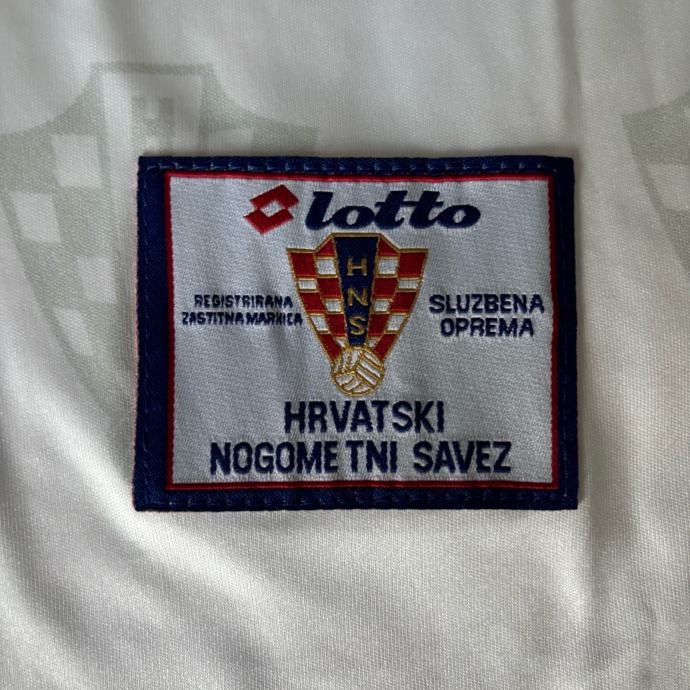 lotto
HNS
REGISTRIRANA
ZASTITNA MARKICA
SLUZBENA
OPREMA
HRVATSKI
NOGOMETNI SAVEZ
H